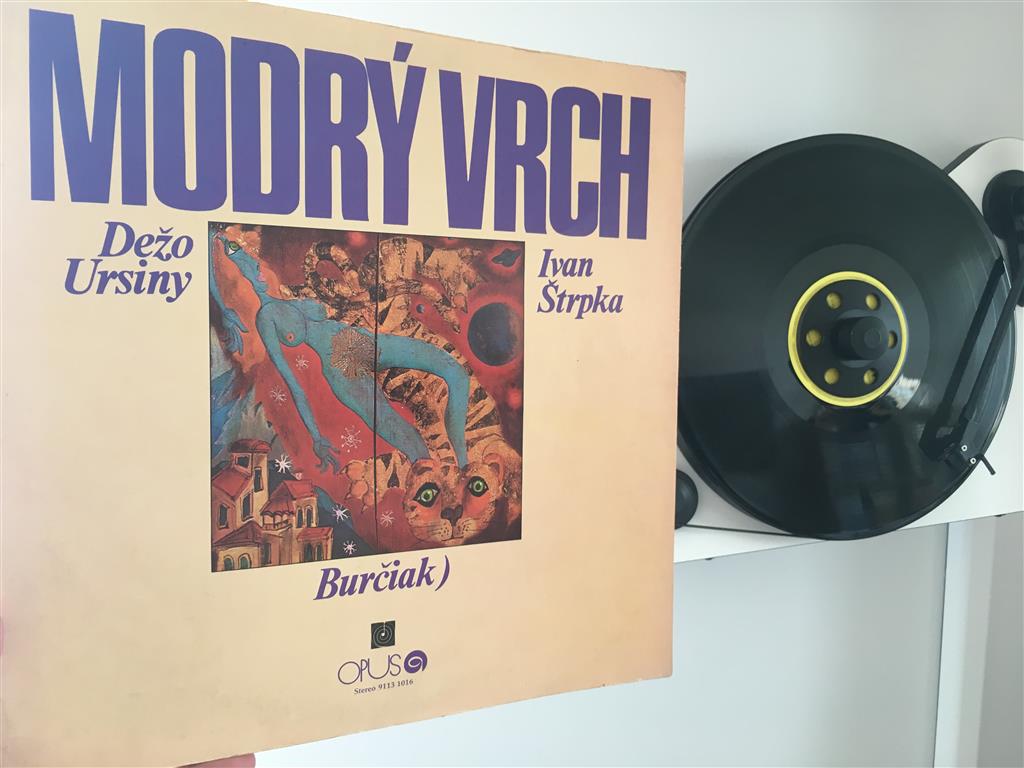 MODRÝ VRCH
Dežo
Ursiny
Ivan
Štrpka
Burčiak)
OPUS
Stereo 9113 1016